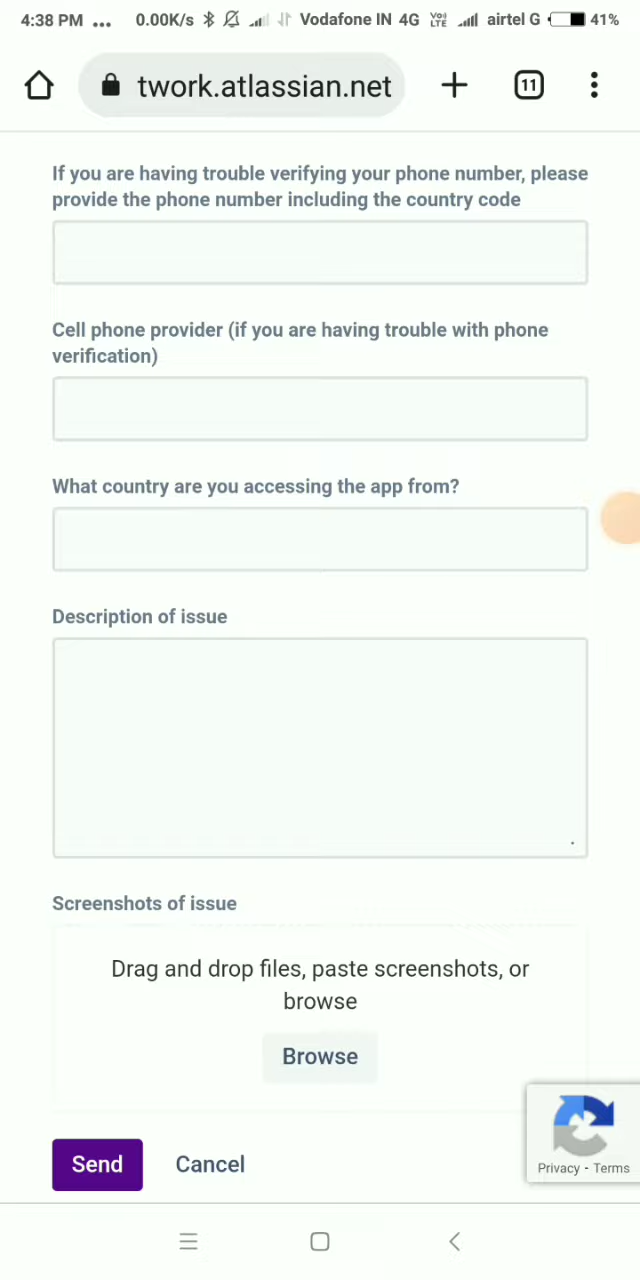 4:38 PM ... 0.00K/s Vodafone IN 4G VoLTE airtel G 41%
twork.atlassian.net 11
If you are having trouble verifying your phone number, please
provide the phone number including the country code
Cell phone provider (if you are having trouble with phone
verification)
What country are you accessing the app from?
Description of issue
Screenshots of issue
Drag and drop files, paste screenshots, or
browse
Browse
Send Cancel
Privacy - Terms